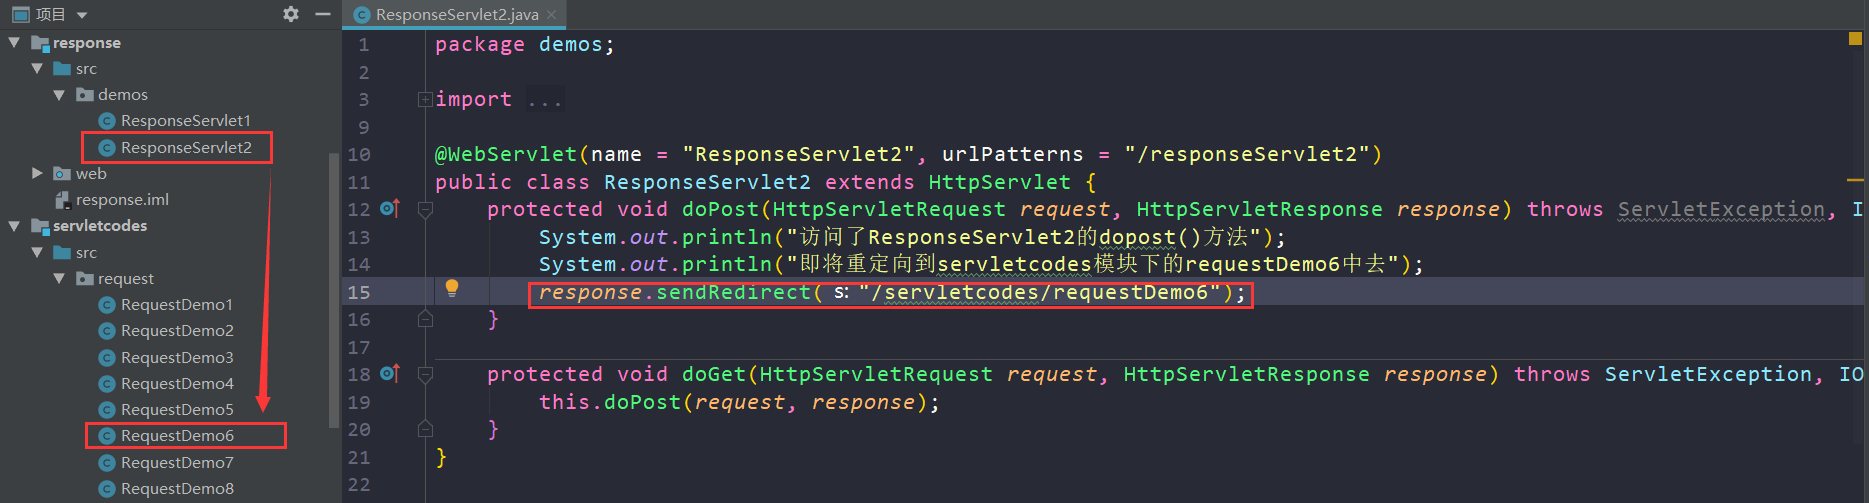 项目
response
src
demos
ResponseServlet1
ResponseServlet2
web
response.iml
servletcodes
src
request
RequestDemo1
RequestDemo2
RequestDemo3
RequestDemo4
RequestDemo5
RequestDemo6
RequestDemo7
RequestDemo8
ResponseServlet2.java
1 package demos;
2
3 import ...
9
10 @WebServlet(name = "ResponseServlet2", urlPatterns = "/responseServlet2")
11 public class ResponseServlet2 extends HttpServlet {
12 protected void doPost(HttpServletRequest request, HttpServletResponse response) throws ServletException, I
13 System.out.println("访问了ResponseServlet2的dopost()方法");
14 System.out.println("即将重定向到servletcodes模块下的requestDemo6中去");
15 response.sendRedirect( s: "/servletcodes/requestDemo6");
16 }
17
18 protected void doGet(HttpServletRequest request, HttpServletResponse response) throws ServletException, IO
19 this.doPost(request, response);
20 }
21 }
22